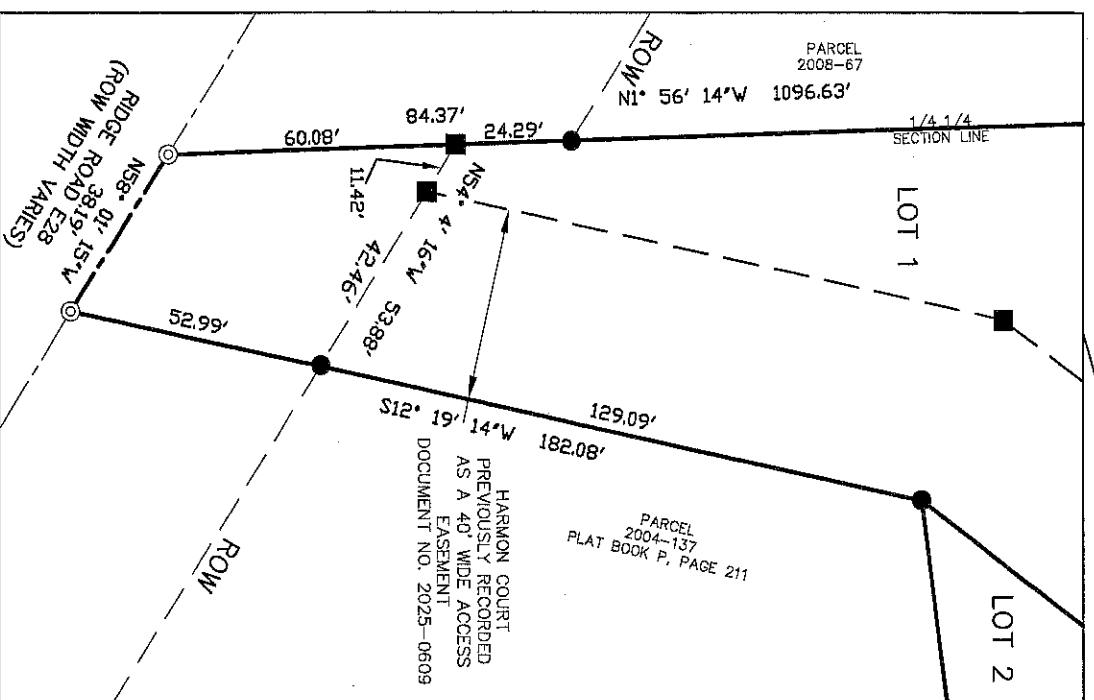 PARCEL
2008-67
N1° 56' 14"W 1096.63'
1/4 1/4
SECTION LINE
ROW
84.37'
24.29'
60.08'
11.42'
N54° 4' 16"W 53.88'
42.46'
N58° 01' 15"W
38.19'
RIDGE ROAD E28
(ROW WIDTH VARIES)
LOT 1
52.99'
129.09'
S12° 19' 14"W 182.08'
HARMON COURT
PREVIOUSLY RECORDED
AS A 40' WIDE ACCESS
EASEMENT
DOCUMENT NO. 2025-0609
PARCEL
2004-137
PLAT BOOK P, PAGE 211
LOT 2
ROW